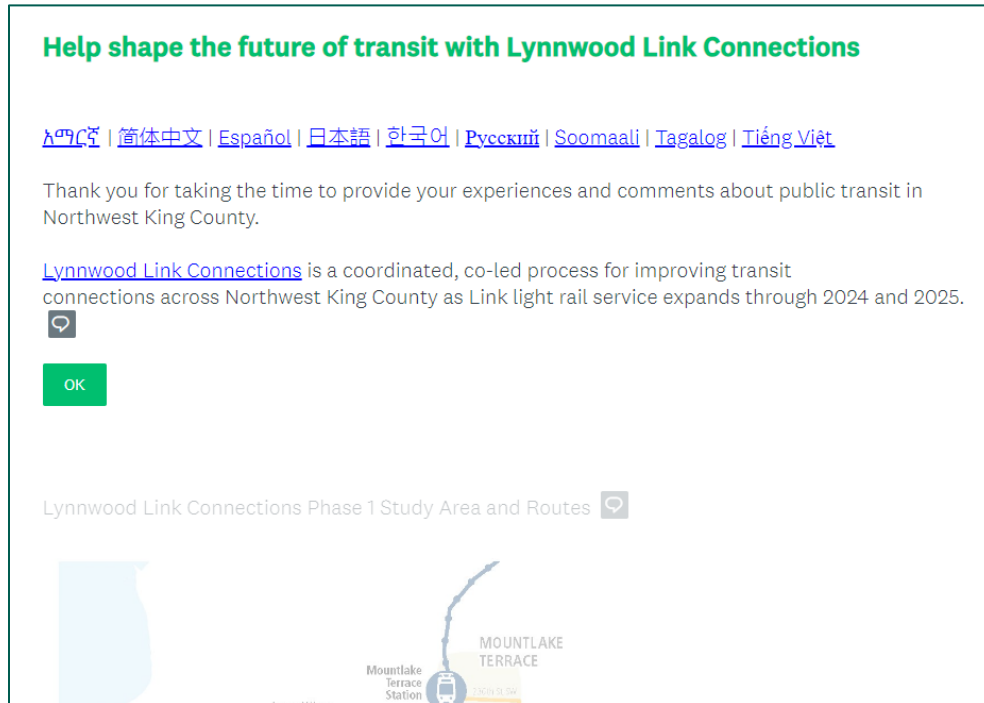 Help shape the future of transit with Lynnwood Link Connections
አማርኛ | 简体中文 | Español | 日本語 | 한국어 | Русский | Soomaali | Tagalog | Tiếng Việt
Thank you for taking the time to provide your experiences and comments about public transit in
Northwest King County.
Lynnwood Link Connections is a coordinated, co-led process for improving transit
connections across Northwest King County as Link light rail service expands through 2024 and 2025.
OK
Lynnwood Link Connections Phase 1 Study Area and Routes
MOUNTLAKE
TERRACE
Mountlake
Terrace
Station